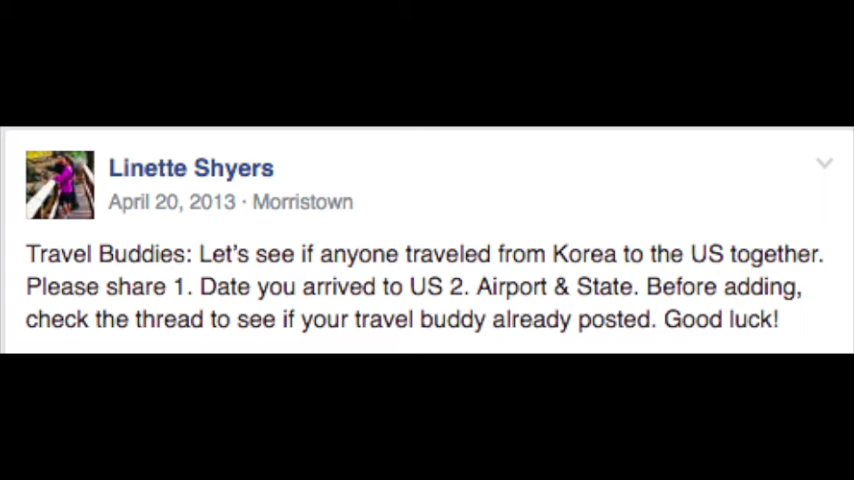 Linette Shyers
April 20, 2013 · Morristown
Travel Buddies: Let's see if anyone traveled from Korea to the US together.
Please share 1. Date you arrived to US 2. Airport & State. Before adding,
check the thread to see if your travel buddy already posted. Good luck!